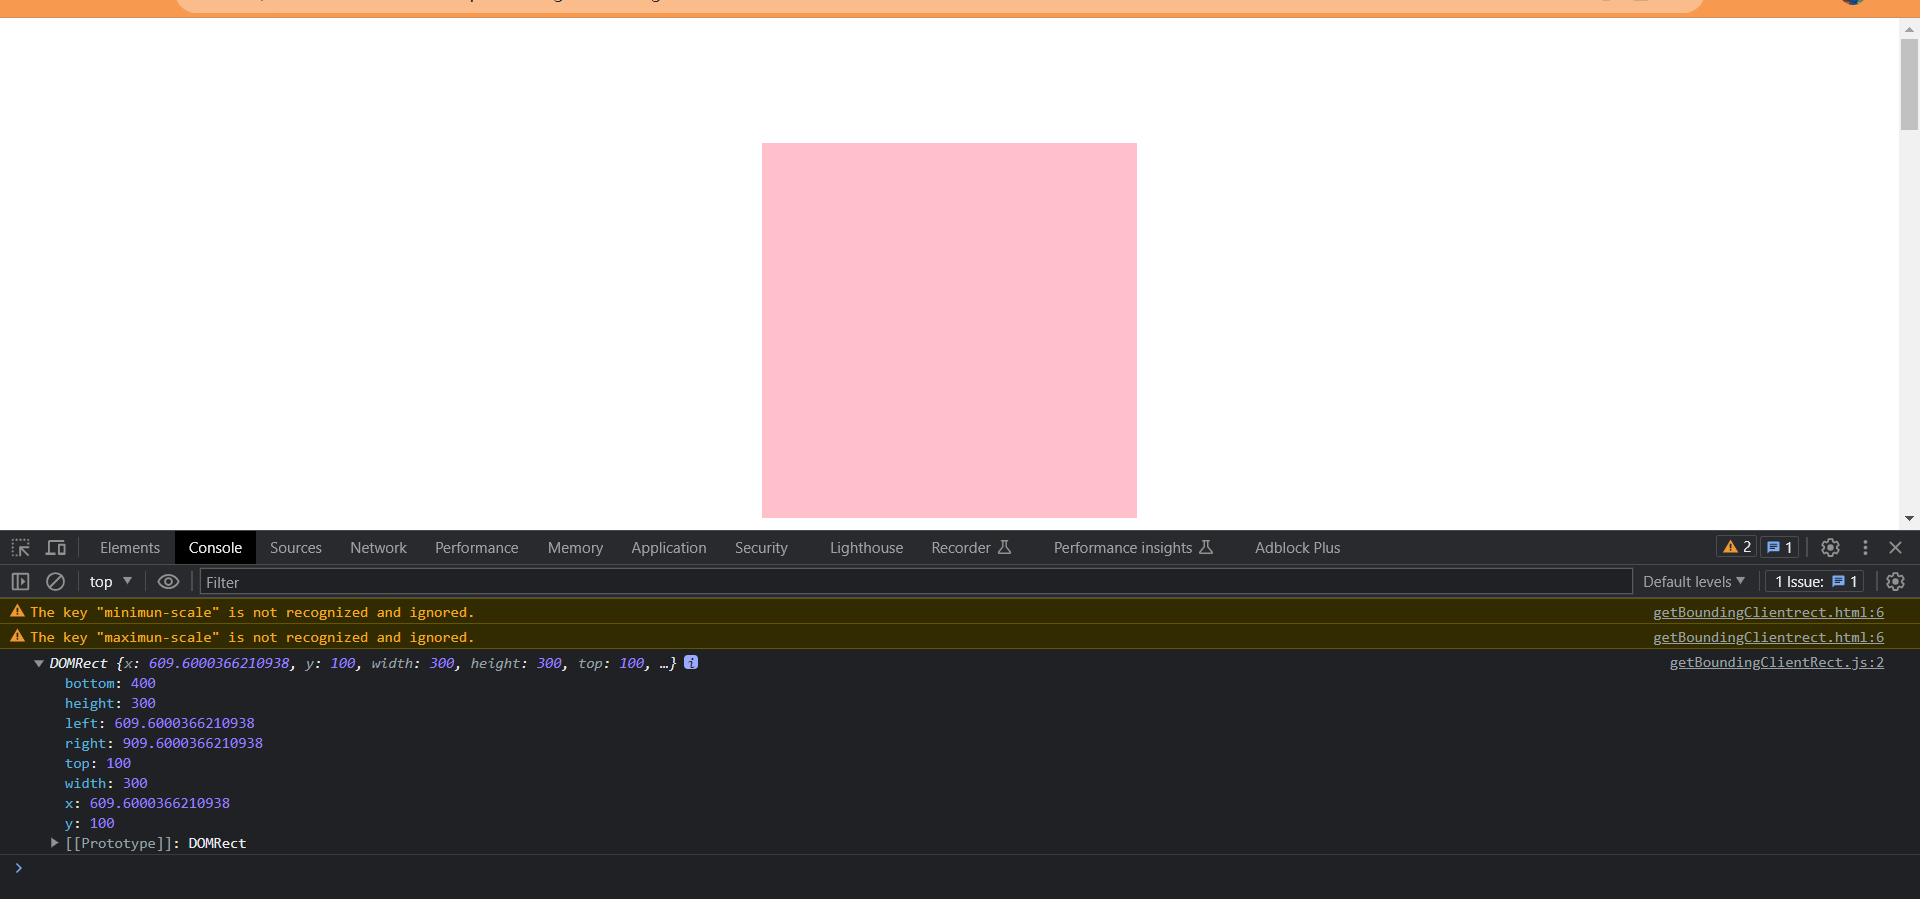 Elements Console Sources Network Performance Memory Application Security Lighthouse Recorder Performance insights Adblock Plus 2 1
top Filter Default levels 1 Issue: 1
The key "minimun-scale" is not recognized and ignored. getBoundingClientrect.html:6
The key "maximun-scale" is not recognized and ignored. getBoundingClientrect.html:6
DOMRect {x: 609.6000366210938, y: 100, width: 300, height: 300, top: 100, …} i getBoundingClientRect.js:2
bottom: 400
height: 300
left: 609.6000366210938
right: 909.6000366210938
top: 100
width: 300
x: 609.6000366210938
y: 100
[[Prototype]]: DOMRect